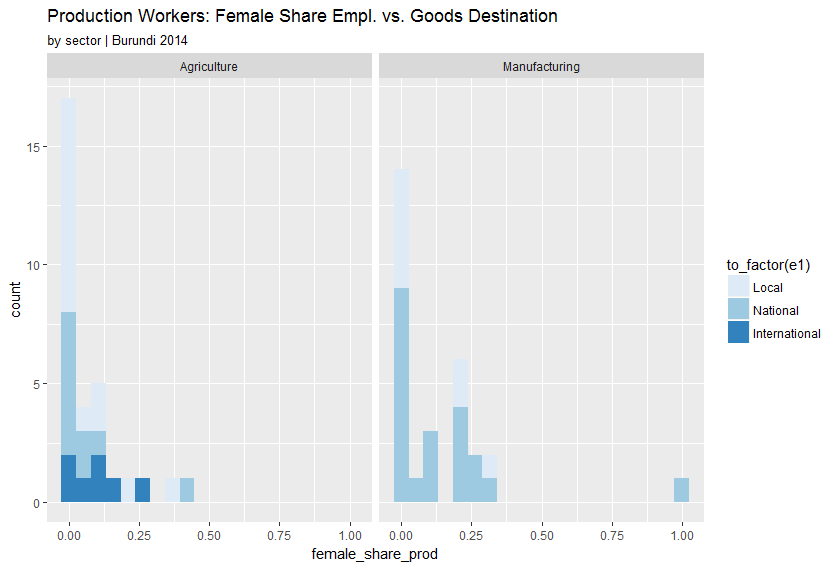 Production Workers: Female Share Empl. vs. Goods Destination
by sector | Burundi 2014
Agriculture
Manufacturing
15
10
5
0
count
0.00 0.25 0.50 0.75 1.00
0.00 0.25 0.50 0.75 1.00
female_share_prod
to_factor(e1)
Local
National
International